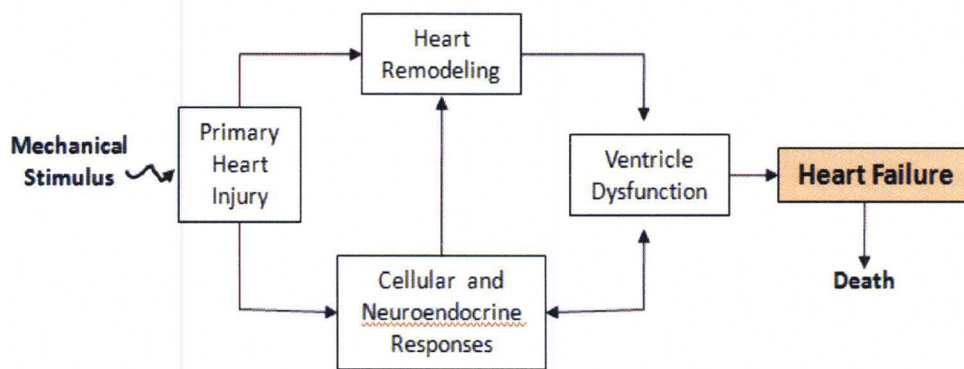 Mechanical
Stimulus
Primary
Heart
Injury
Heart
Remodeling
Cellular and
Neuroendocrine
Responses
Ventricle
Dysfunction
Heart Failure
Death